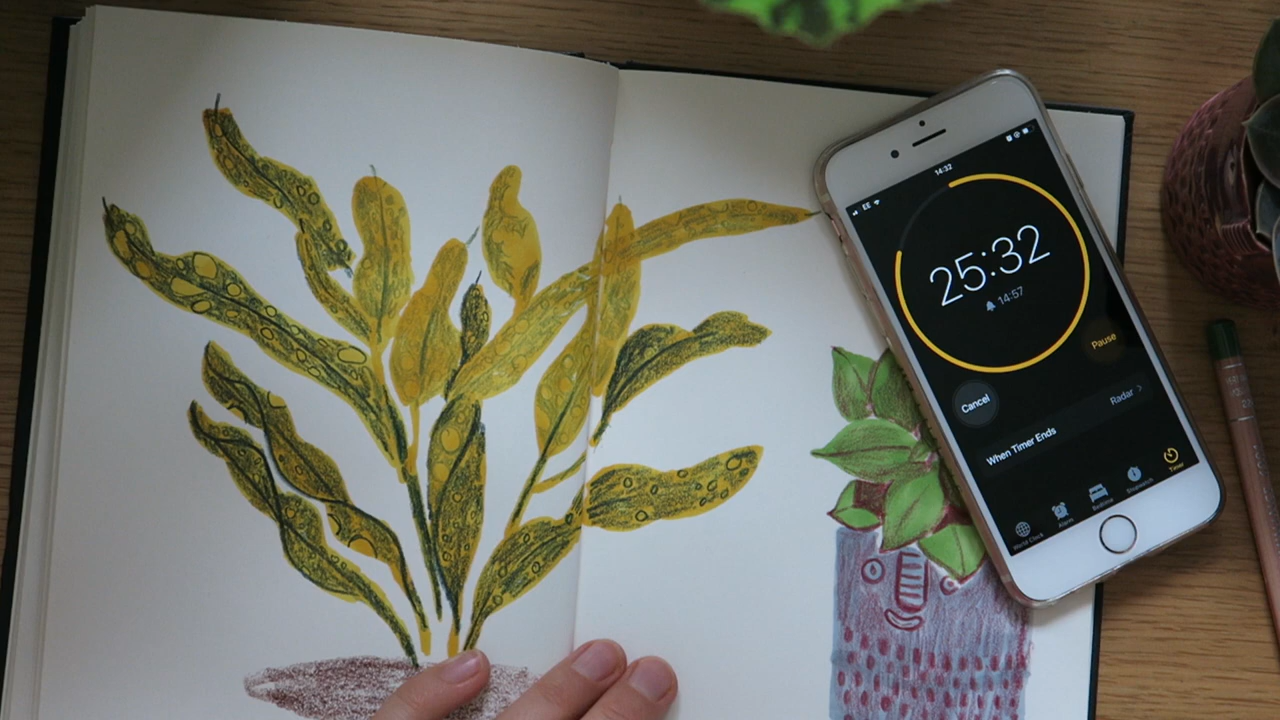 EE
14:32
25:32
14:57
Cancel
Pause
When Timer Ends
Radar
World Clock
Alarm
Bedtime
Stopwatch
Timer